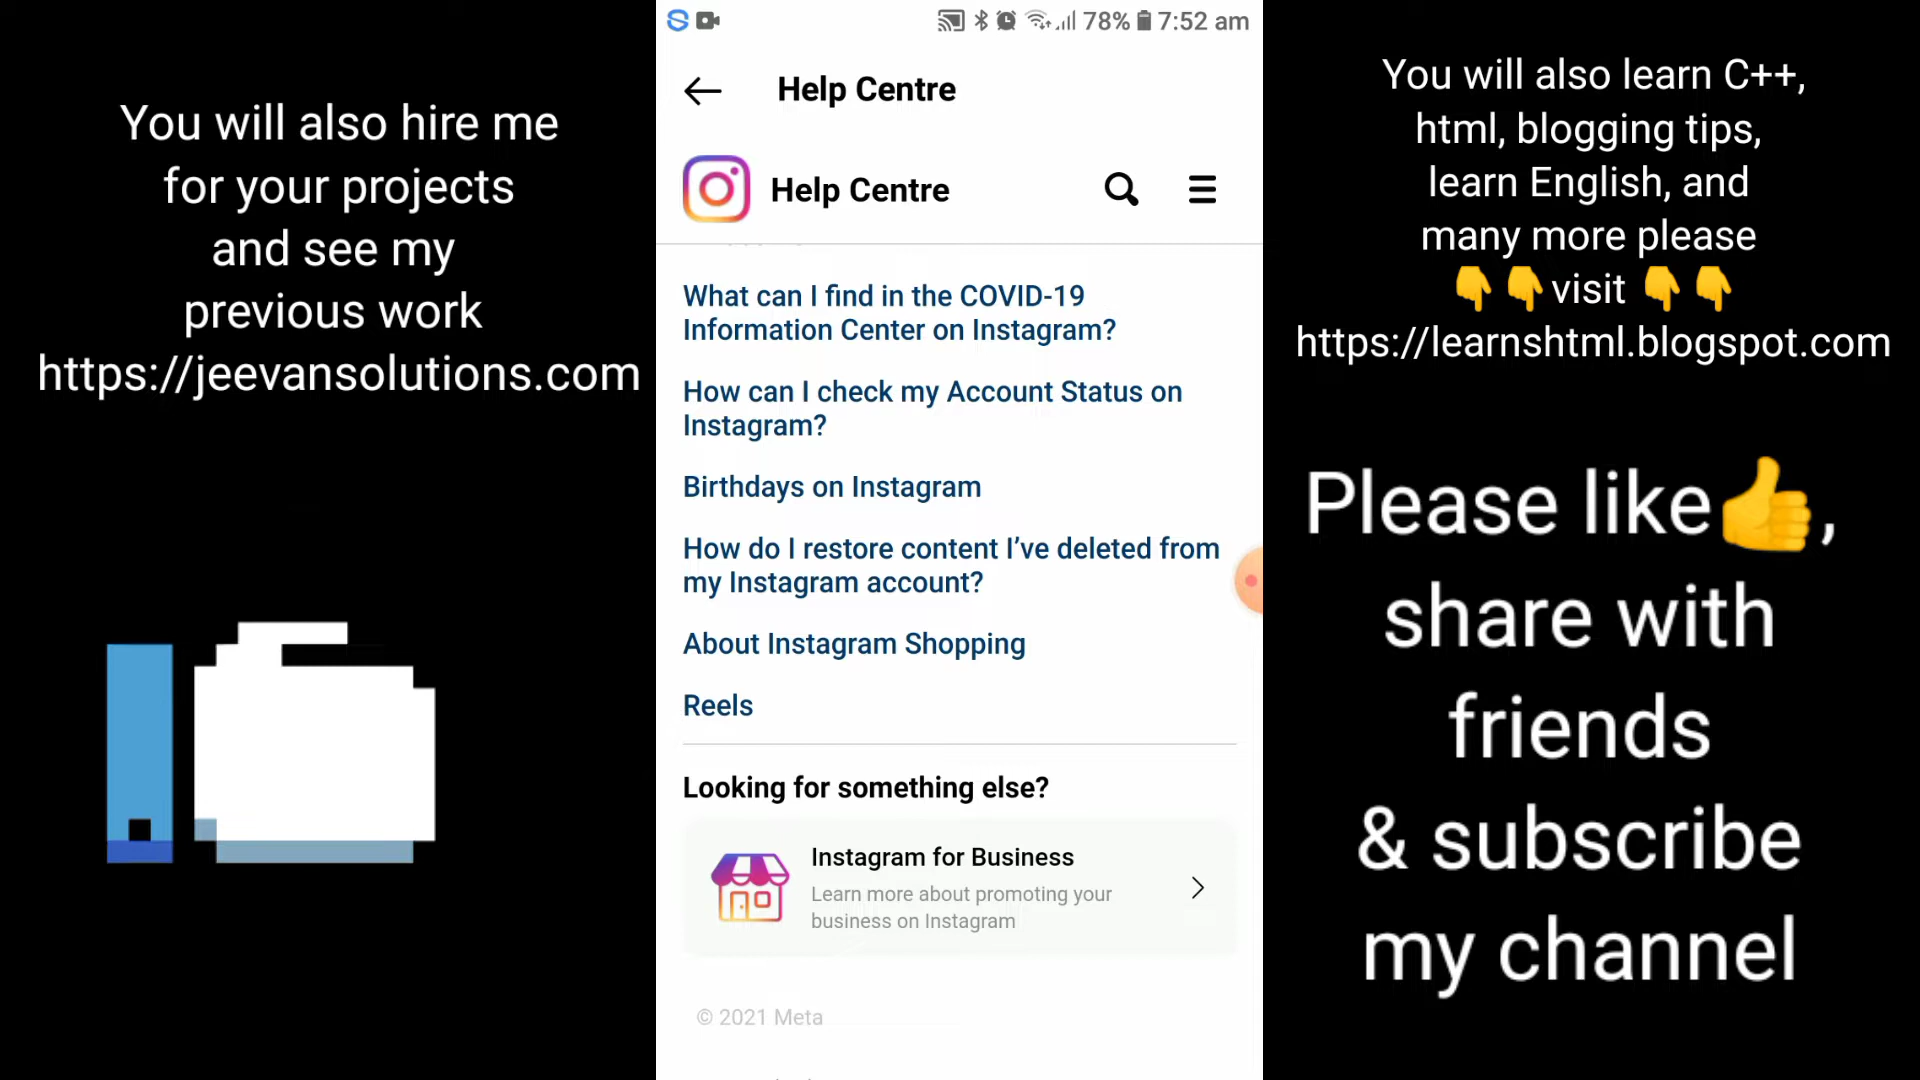 You will also hire me
for your projects
and see my
previous work
https://jeevansolutions.com
78% 7:52 am
Help Centre
Help Centre
What can I find in the COVID-19
Information Center on Instagram?
How can I check my Account Status on
Instagram?
Birthdays on Instagram
How do I restore content I’ve deleted from
my Instagram account?
About Instagram Shopping
Reels
Looking for something else?
Instagram for Business
Learn more about promoting your
business on Instagram
© 2021 Meta
You will also learn C++,
html, blogging tips,
learn English, and
many more please
👇👇visit 👇👇
https://learnshtml.blogspot.com
Please like👍,
share with
friends
& subscribe
my channel